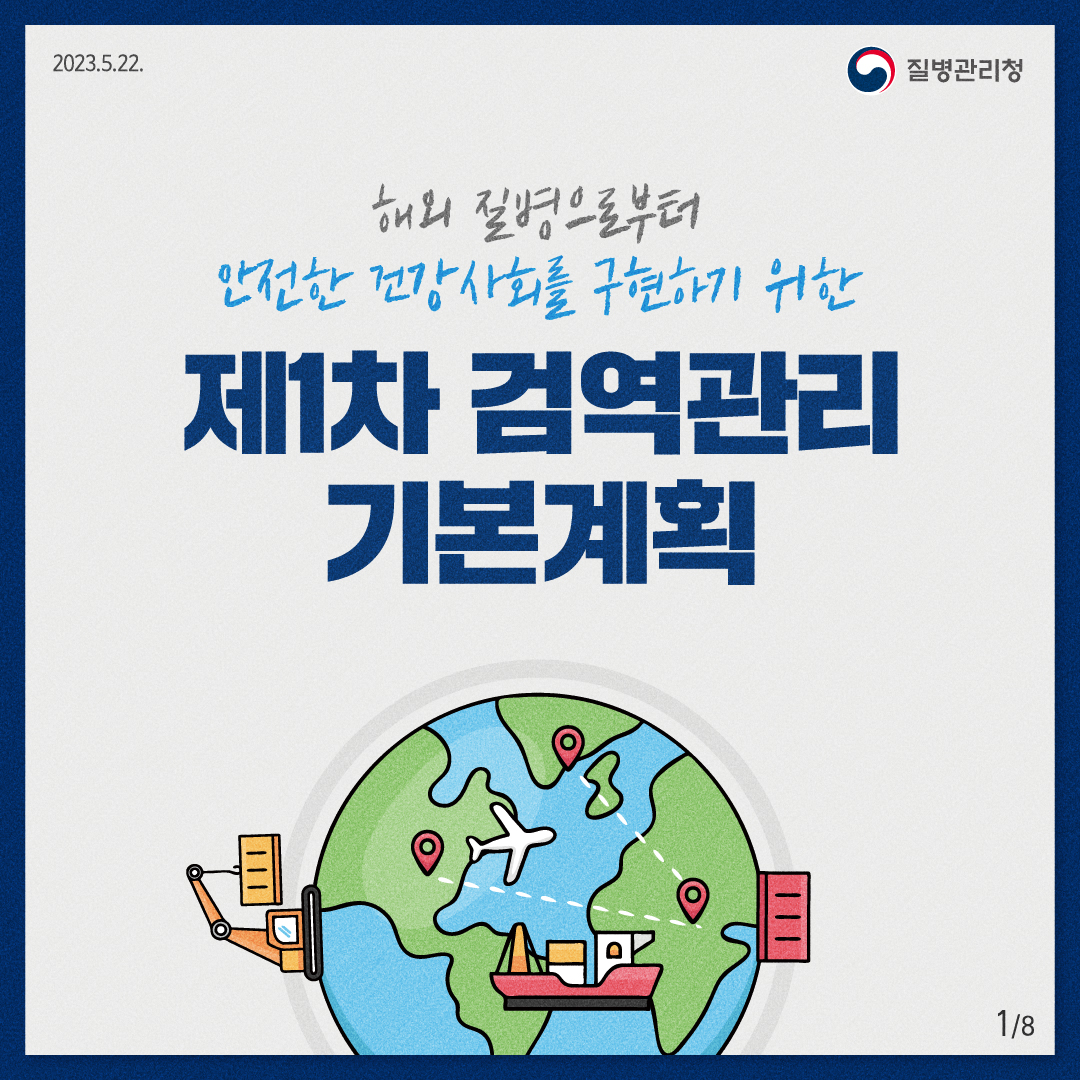 2023.5.22.
질병관리청
해외 질병으로부터
안전한 건강사회를 구현하기 위한
제1차 검역관리
기본계획
1/8